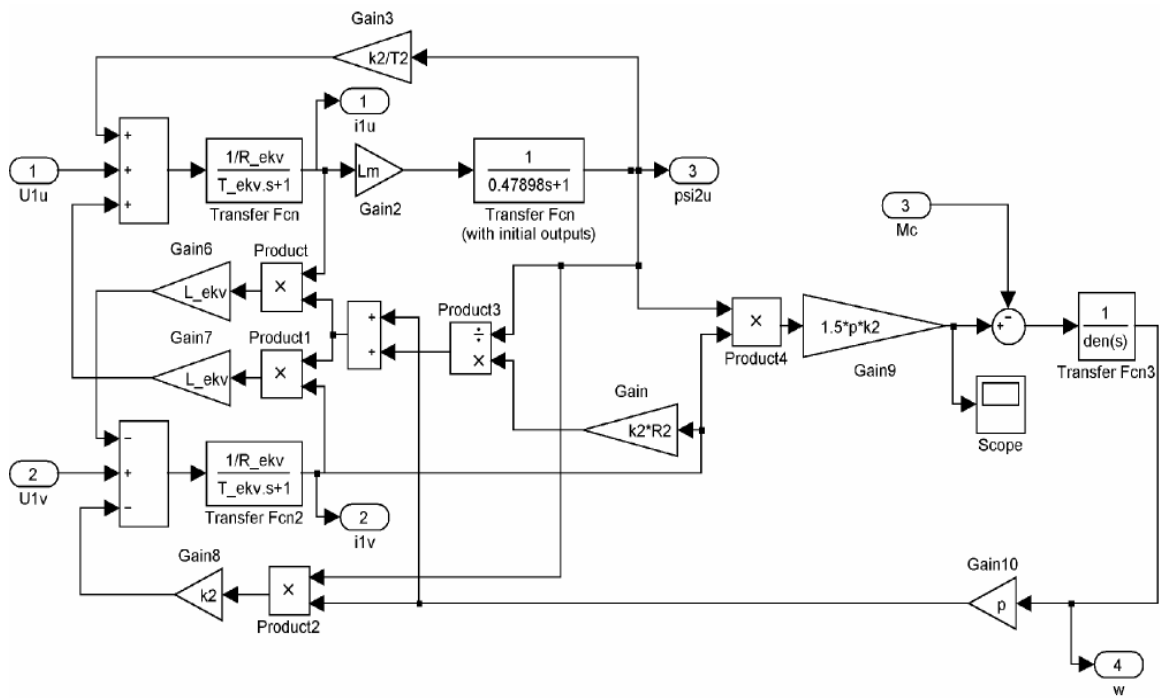 Gain3
k2/T2
1
i1u
+
1
U1u
+
+
1/R_ekv
T_ekv.s+1
Transfer Fcn
Lm
Gain2
1
0.47898s+1
Transfer Fcn
(with initial outputs)
3
psi2u
3
Mc
Gain6
L_ekv
Product
×
Gain7
L_ekv
Product1
×
+
+
Product3
÷
×
×
Product4
1.5*p*k2
Gain9
−
+
1
den(s)
Transfer Fcn3
Scope
Gain
k2*R2
−
2
U1v
+
−
1/R_ekv
T_ekv.s+1
Transfer Fcn2
2
i1v
Gain8
k2
×
Product2
Gain10
p
4
w